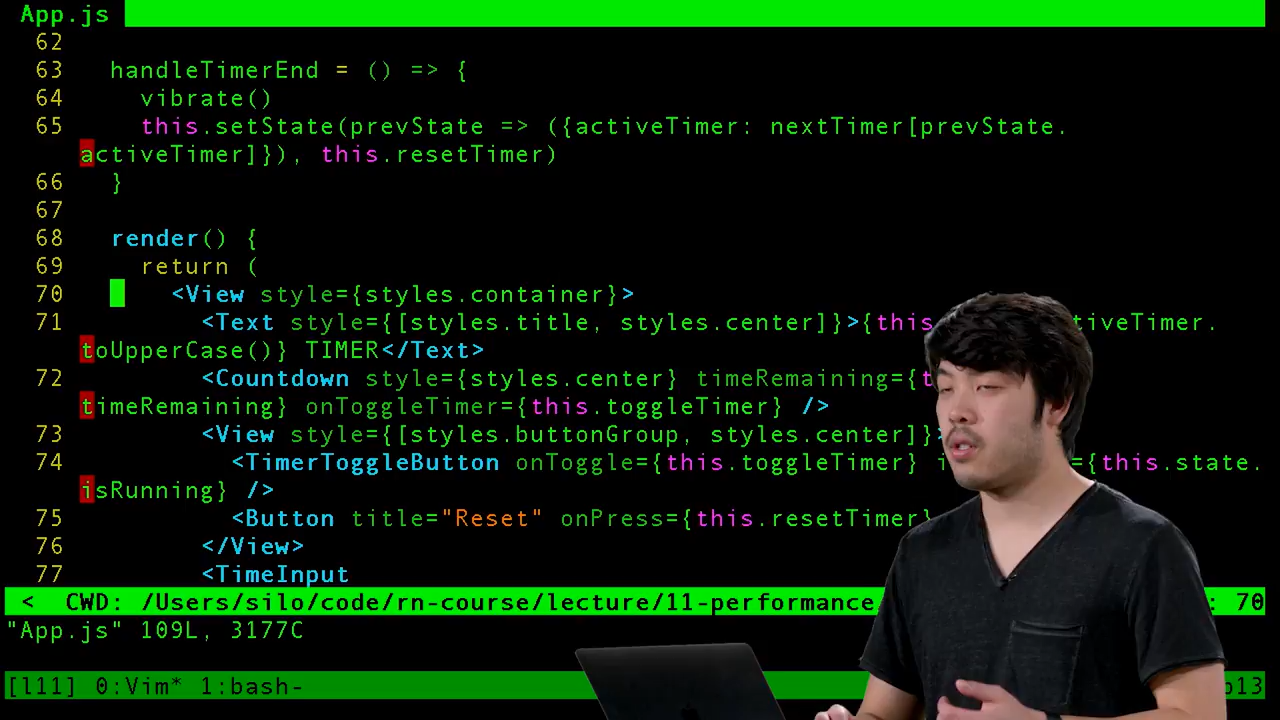 App.js
62
63 handleTimerEnd = () => {
64 vibrate()
65 this.setState(prevState => ({activeTimer: nextTimer[prevState.
activeTimer]}), this.resetTimer)
66 }
67
68 render() {
69 return (
70 <View style={styles.container}>
71 <Text style={[styles.title, styles.center]}>{this
toUpperCase()} TIMER</Text>
72 <Countdown style={styles.center} timeRemaining={
timeRemaining} onToggleTimer={this.toggleTimer} />
73 <View style={[styles.buttonGroup, styles.center]}
74 <TimerToggleButton onToggle={this.toggleTimer} ={this.state.
isRunning} />
75 <Button title="Reset" onPress={this.resetTimer}
76 </View>
77 <TimeInput
< CWD: /Users/silo/code/rn-course/lecture/11-performance : 70
"App.js" 109L, 3177C
[l11] 0:Vim* 1:bash-